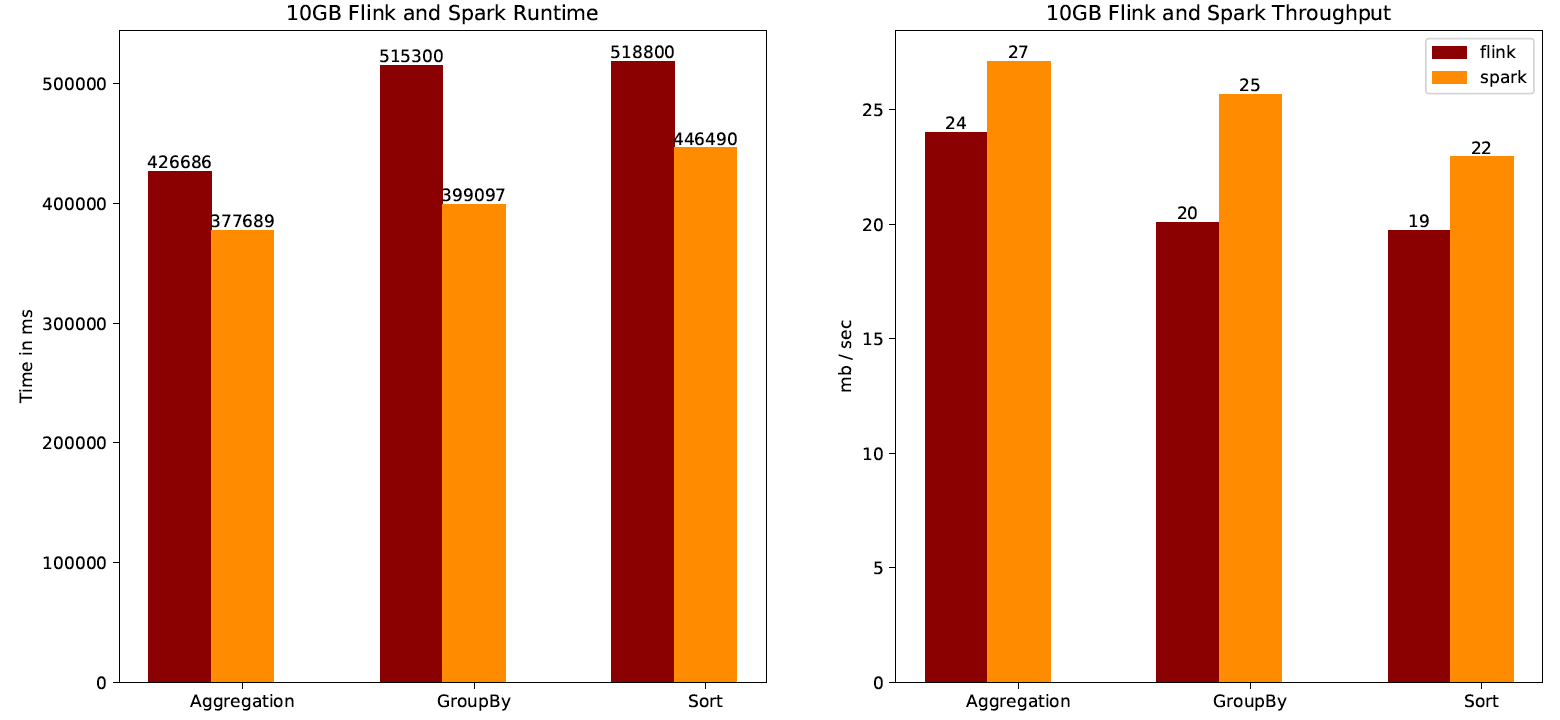 10GB Flink and Spark Runtime
Time in ms
500000
400000
300000
200000
100000
0
426686
377689
515300
399097
518800
446490
Aggregation
GroupBy
Sort
10GB Flink and Spark Throughput
mb / sec
25
20
15
10
5
0
24
27
20
25
19
22
flink
spark
Aggregation
GroupBy
Sort